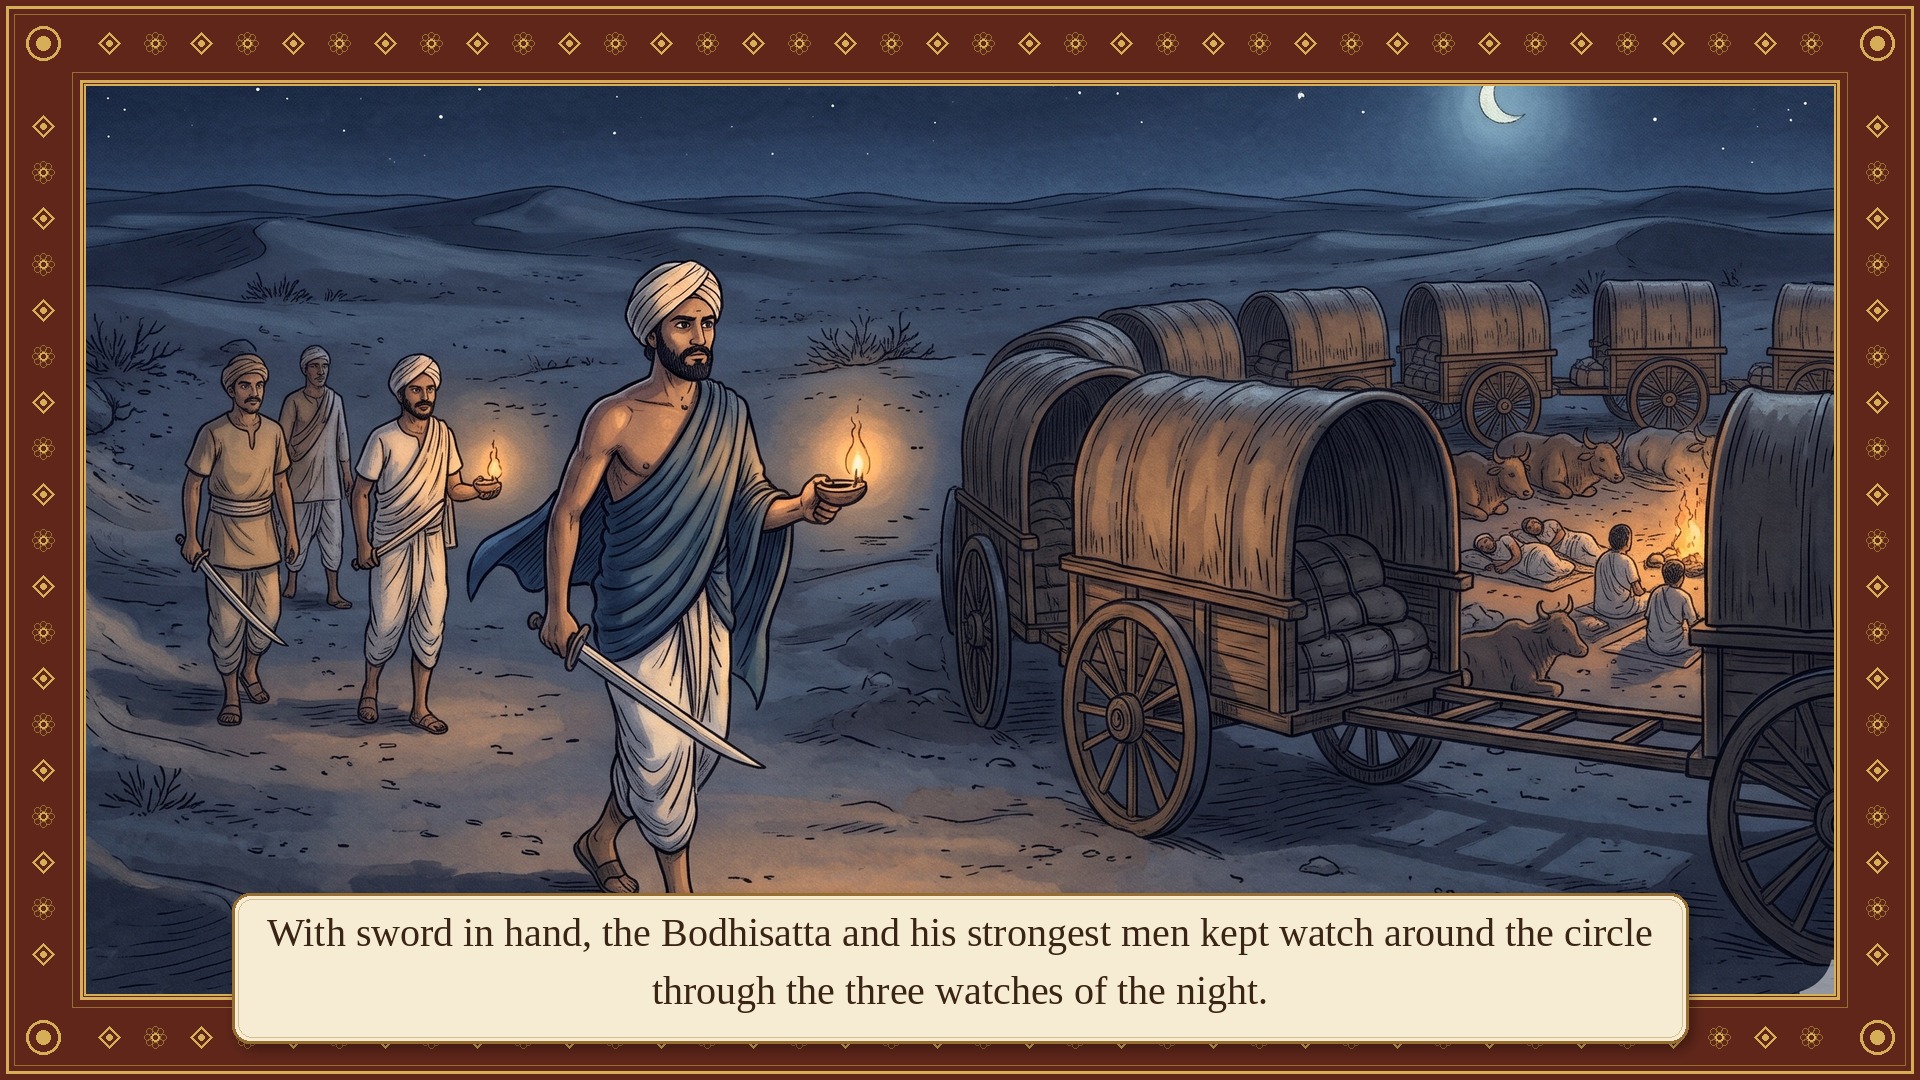 With sword in hand, the Bodhisatta and his strongest men kept watch around the circle
through the three watches of the night.